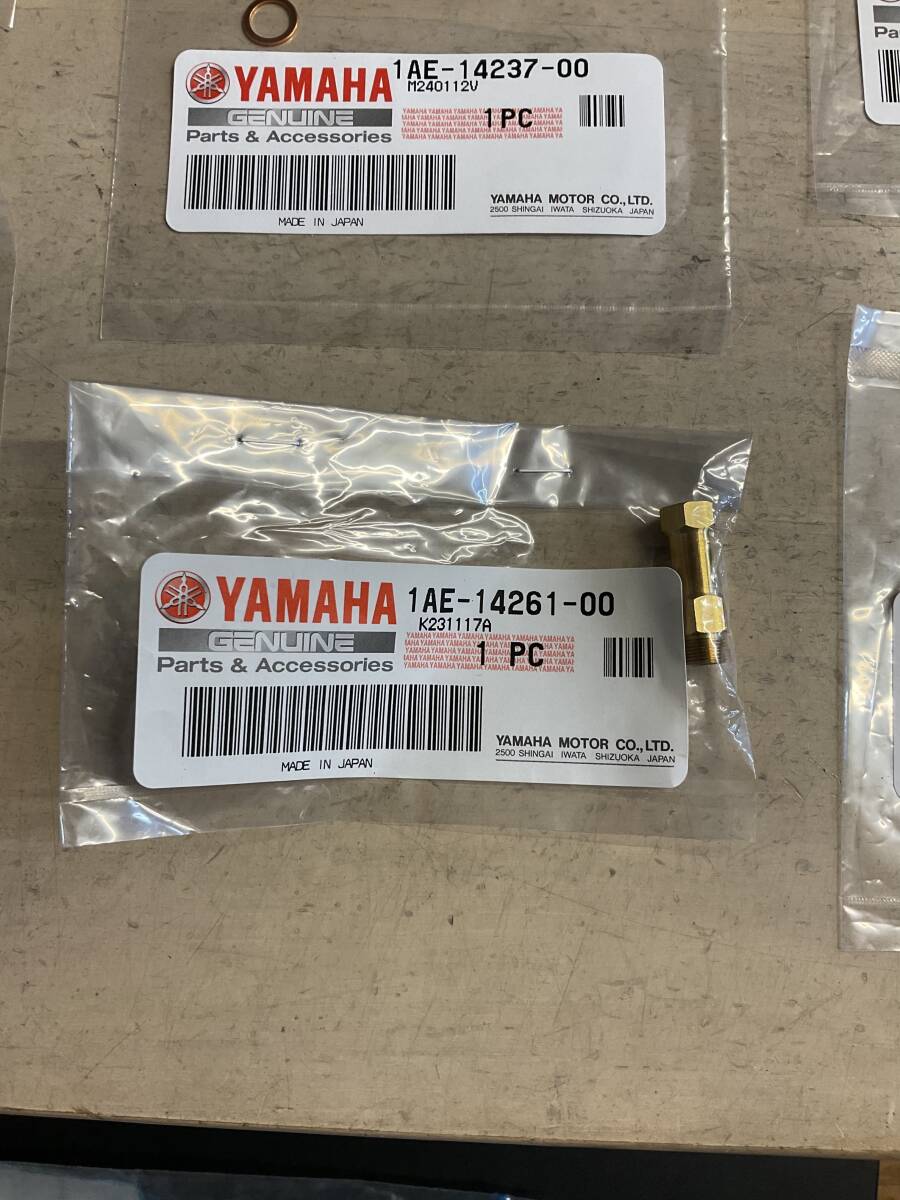 YAMAHA 1AE-14237-00
M240112V
GENUINE
1 PC
Parts & Accessories
YAMAHA MOTOR CO.,LTD.
2500 SHINGAI IWATA SHIZUOKA JAPAN
MADE IN JAPAN
Pa
YAMAHA 1AE-14261-00
K231117A
GENUINE
1 PC
Parts & Accessories
YAMAHA MOTOR CO.,LTD.
2500 SHINGAI IWATA SHIZUOKA JAPAN
MADE IN JAPAN